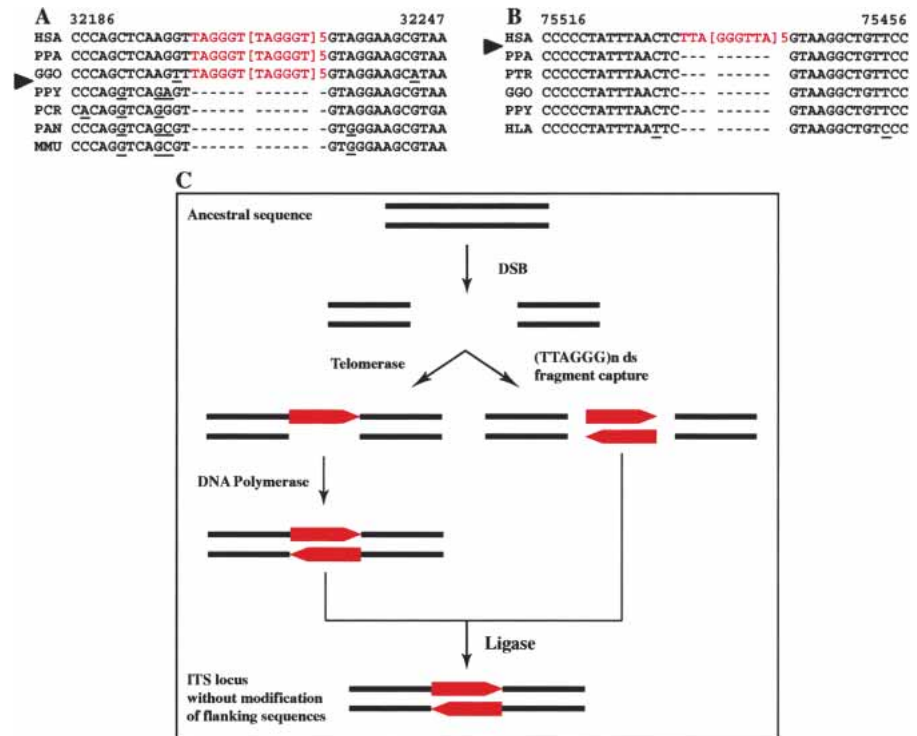 A
32186 32247
HSA CCCAGCTCAAGGTTAGGGT[TAGGGT]5GTAGGAAGCGTAA
PPA CCCAGCTCAAGGTTAGGGT[TAGGGT]5GTAGGAAGCGTAA
GGO CCCAGCTCAAGTTTAGGGT[TAGGGT]5GTAGGAAGCATAA
PPY CCCAGGTCAGAGT------ ------- -GTAGGAAGCGTAA
PCR CACAGGTCAGGGT------ ------- -GTAGGAAGCGTGA
PAN CCCAGGTCAGCGT------ ------- -GTGGGAAGCGTAA
MMU CCCAGGTCAGCGT------ ------- -GTGGGAAGCGTAA
B
75516 75456
HSA CCCCCTATTTAACTCTTA[GGGTTA]5GTAAGGCTGTTCC
PPA CCCCCTATTTAACTC--- ------- -GTAAGGCTGTTCC
PTR CCCCCTATTTAACTC--- ------- -GTAAGGCTGTTCC
GGO CCCCCTATTTAACTC--- ------- -GTAAGGCTGTTCC
PPY CCCCCTATTTAACTC--- ------- -GTAAGGCTGTTCC
HLA CCCCCTATTTAATTC--- ------- -GTAAGGCTGTCCC
C
Ancestral sequence
DSB
Telomerase
(TTAGGG)n ds
fragment capture
DNA Polymerase
Ligase
ITS locus
without modification
of flanking sequences